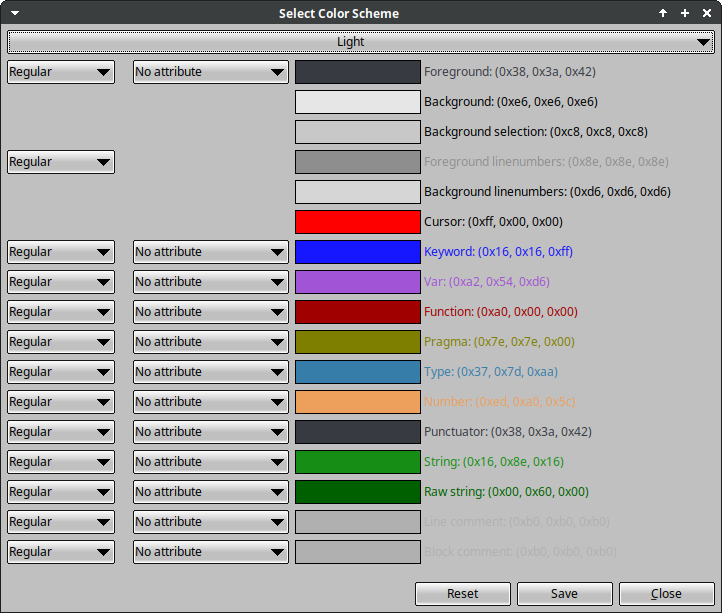 Select Color Scheme
Light
Regular No attribute Foreground: (0x38, 0x3a, 0x42)
Background: (0xe6, 0xe6, 0xe6)
Background selection: (0xc8, 0xc8, 0xc8)
Regular Foreground linenumbers: (0x8e, 0x8e, 0x8e)
Background linenumbers: (0xd6, 0xd6, 0xd6)
Cursor: (0xff, 0x00, 0x00)
Regular No attribute Keyword: (0x16, 0x16, 0xff)
Regular No attribute Var: (0xa2, 0x54, 0xd6)
Regular No attribute Function: (0xa0, 0x00, 0x00)
Regular No attribute Pragma: (0x7e, 0x7e, 0x00)
Regular No attribute Type: (0x37, 0x7d, 0xaa)
Regular No attribute Number: (0xed, 0xa0, 0x5c)
Regular No attribute Punctuator: (0x38, 0x3a, 0x42)
Regular No attribute String: (0x16, 0x8e, 0x16)
Regular No attribute Raw string: (0x00, 0x60, 0x00)
Regular No attribute Line comment: (0xb0, 0xb0, 0xb0)
Regular No attribute Block comment: (0xb0, 0xb0, 0xb0)
Reset Save Close